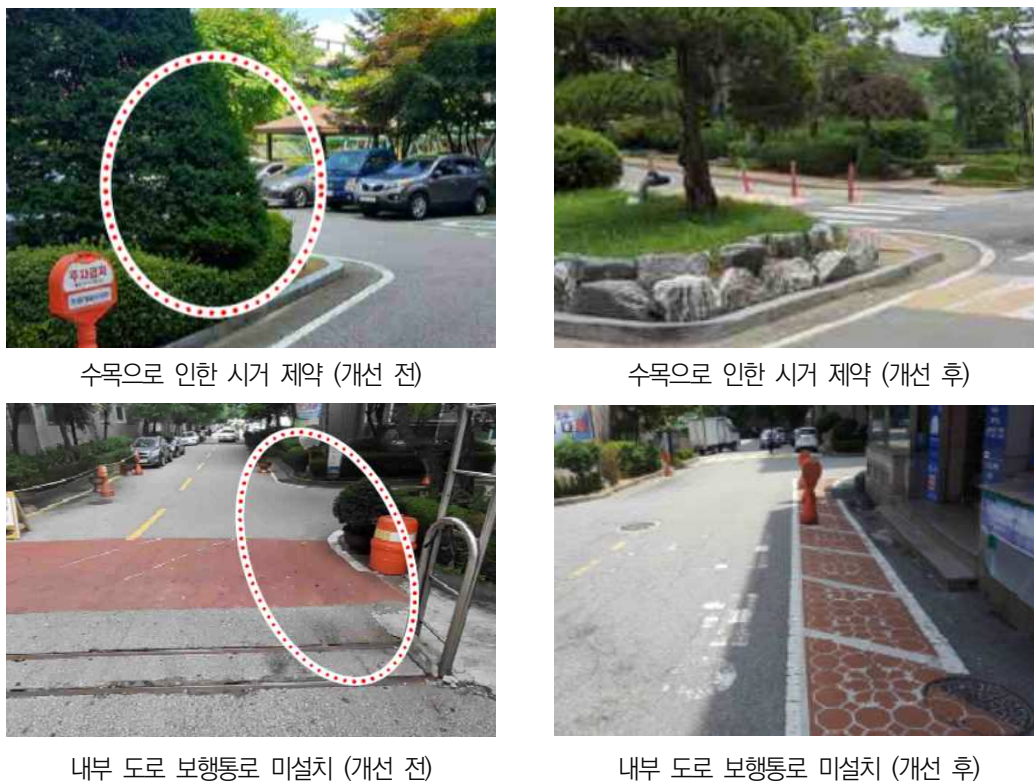 주차금지
수목으로 인한 시거 제약 (개선 전)
수목으로 인한 시거 제약 (개선 후)
내부 도로 보행통로 미설치 (개선 전)
내부 도로 보행통로 미설치 (개선 후)